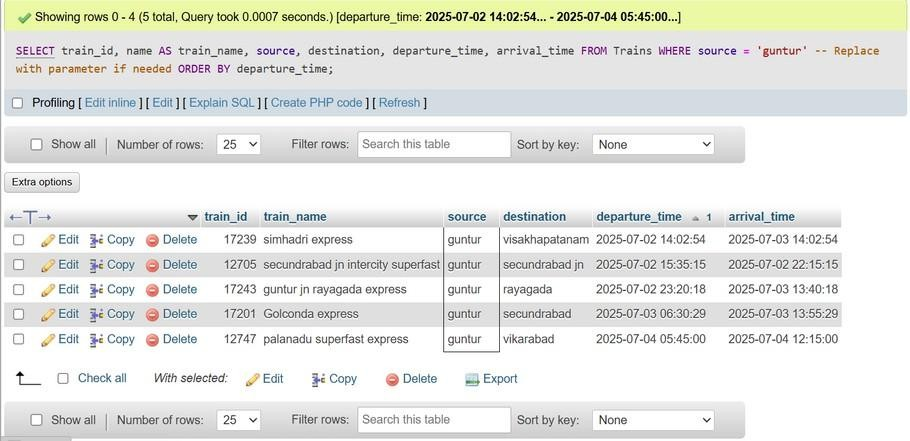 Showing rows 0 - 4 (5 total, Query took 0.0007 seconds.) [departure_time: 2025-07-02 14:02:54... - 2025-07-04 05:45:00...]
SELECT train_id, name AS train_name, source, destination, departure_time, arrival_time FROM Trains WHERE source = 'guntur' -- Replace
with parameter if needed ORDER BY departure_time;
Profiling [ Edit inline ] [ Edit ] [ Explain SQL ] [ Create PHP code ] [ Refresh ]
Show all | Number of rows: 25 Filter rows: Search this table Sort by key: None
Extra options
←T→ train_id train_name source destination departure_time 1 arrival_time
Edit Copy Delete 17239 simhadri express guntur visakhapatanam 2025-07-02 14:02:54 2025-07-03 14:02:54
Edit Copy Delete 12705 secundrabad jn intercity superfast guntur secundrabad jn 2025-07-02 15:35:15 2025-07-02 22:15:15
Edit Copy Delete 17243 guntur jn rayagada express guntur rayagada 2025-07-02 23:20:18 2025-07-03 13:40:18
Edit Copy Delete 17201 Golconda express guntur secundrabad 2025-07-03 06:30:29 2025-07-03 13:55:29
Edit Copy Delete 12747 palanadu superfast express guntur vikarabad 2025-07-04 05:45:00 2025-07-04 12:15:00
Check all With selected: Edit Copy Delete Export
Show all | Number of rows: 25 Filter rows: Search this table Sort by key: None